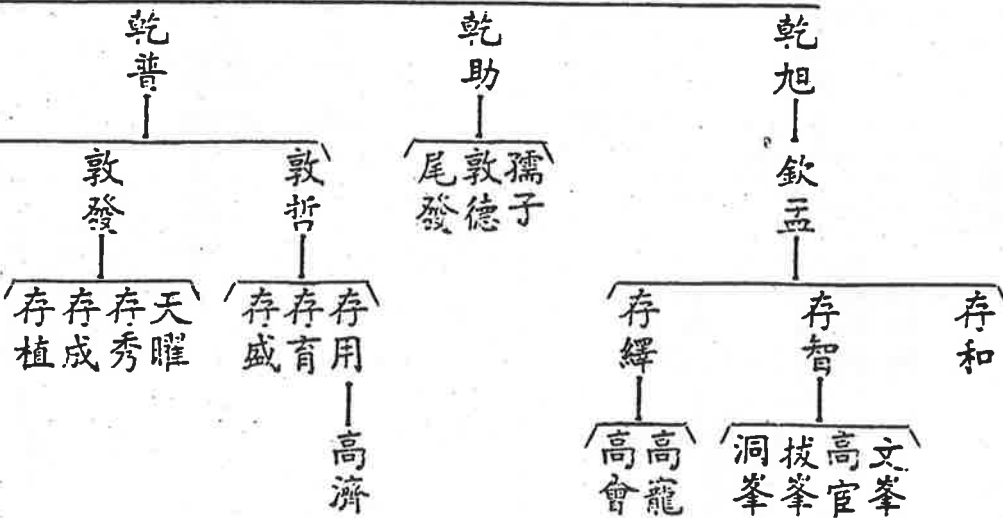 乾旭
乾助
乾普
欽孟
孺子
敦德
尾發
敦哲
敦發
存和
存智
存繹
存用
存育
存盛
天曜
存秀
存成
存植
文峯
高宦
拔峯
洞峯
高寵
高會
高濟